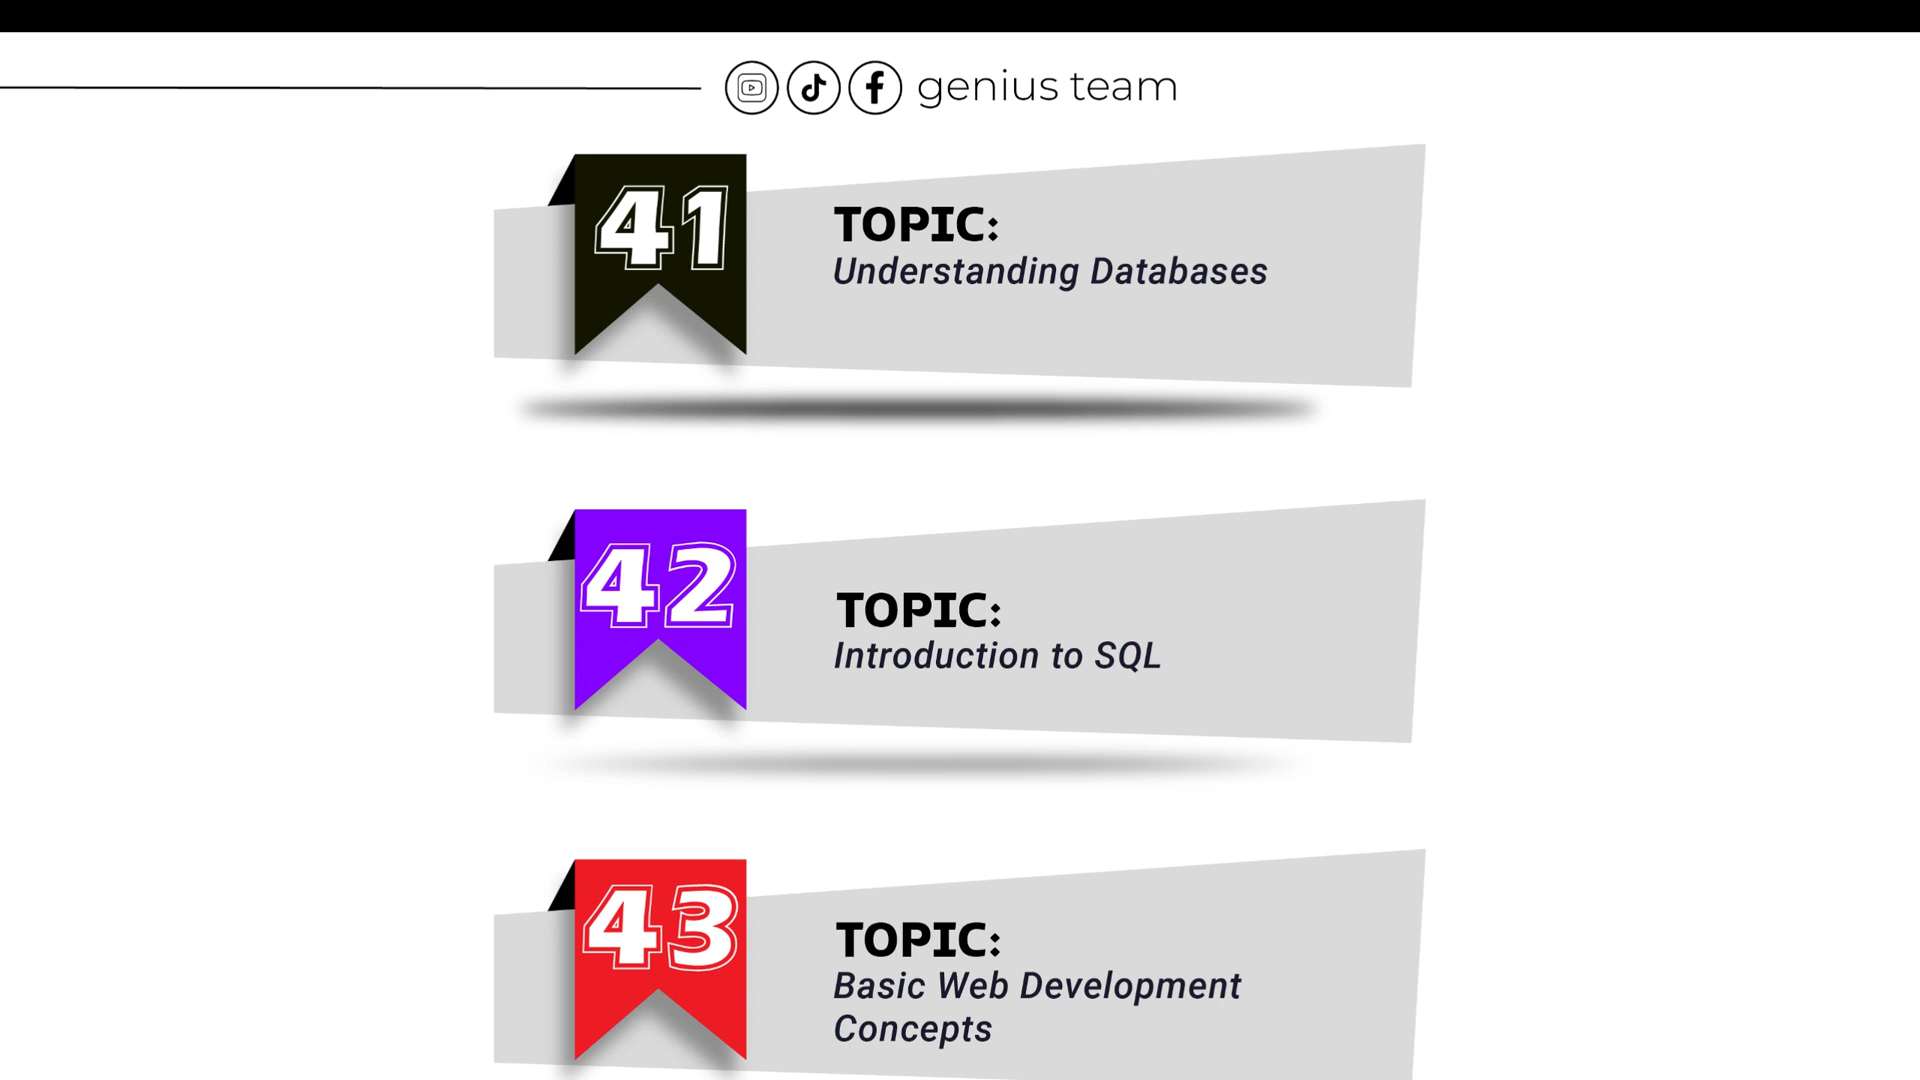 genius team
41
TOPIC:
Understanding Databases
42
TOPIC:
Introduction to SQL
43
TOPIC:
Basic Web Development
Concepts